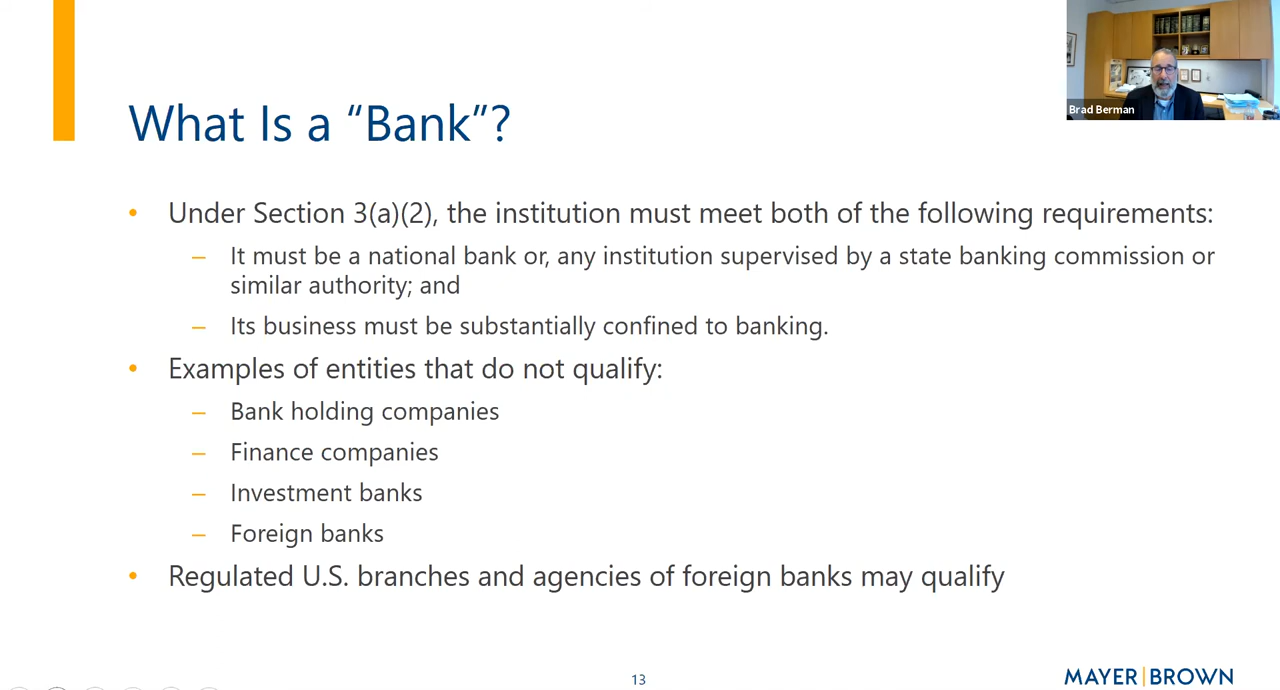 Brad Berman
What Is a “Bank”?
• Under Section 3(a)(2), the institution must meet both of the following requirements:
– It must be a national bank or, any institution supervised by a state banking commission or
similar authority; and
– Its business must be substantially confined to banking.
• Examples of entities that do not qualify:
– Bank holding companies
– Finance companies
– Investment banks
– Foreign banks
• Regulated U.S. branches and agencies of foreign banks may qualify
13
MAYER|BROWN